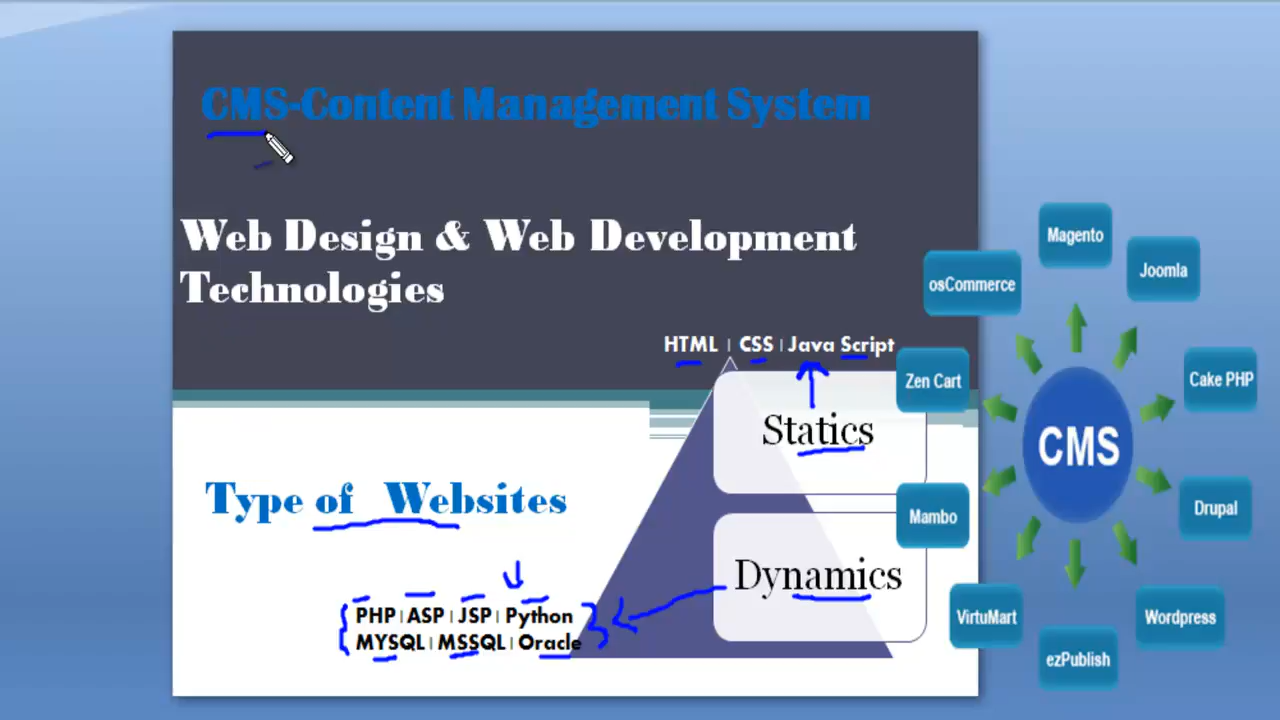 CMS-Content Management System
Web Design & Web Development
Technologies
HTML | CSS | Java Script
Statics
Type of Websites
Dynamics
PHP | ASP | JSP | Python
MYSQL | MSSQL | Oracle
Magento
Joomla
osCommerce
Zen Cart
Cake PHP
CMS
Mambo
Drupal
VirtuMart
Wordpress
ezPublish